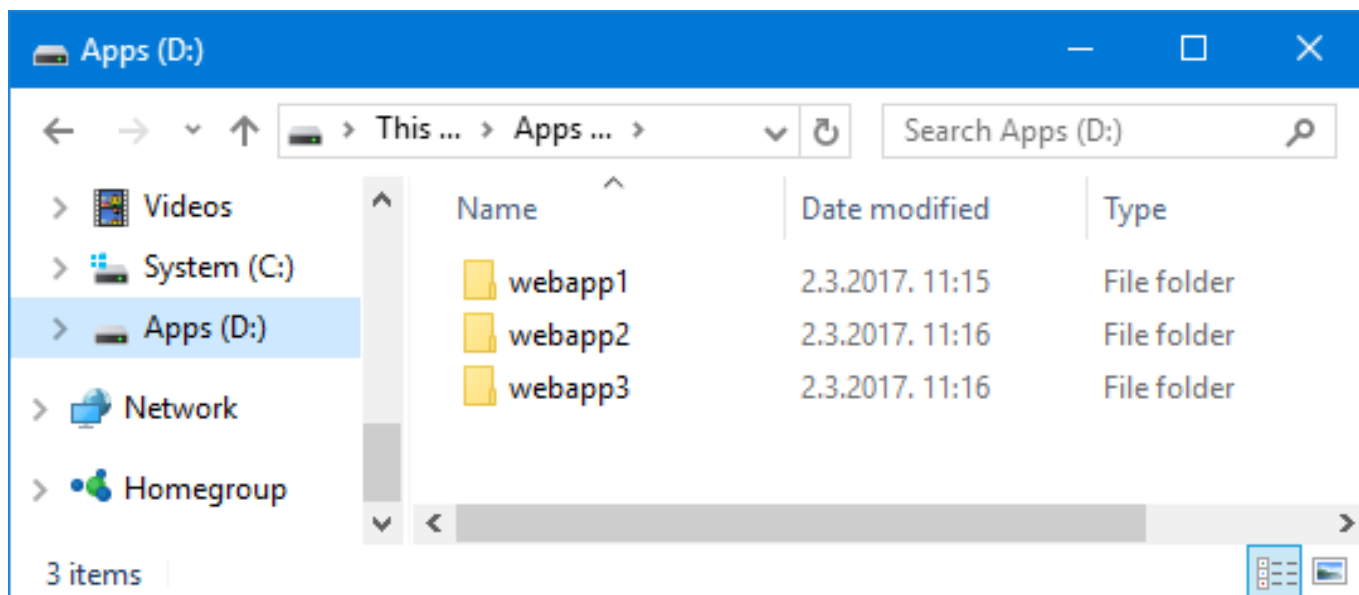 Apps (D:)
This ... Apps ... Search Apps (D:)
Videos
System (C:)
Apps (D:)
Network
Homegroup
Name Date modified Type
webapp1 2.3.2017. 11:15 File folder
webapp2 2.3.2017. 11:16 File folder
webapp3 2.3.2017. 11:16 File folder
3 items